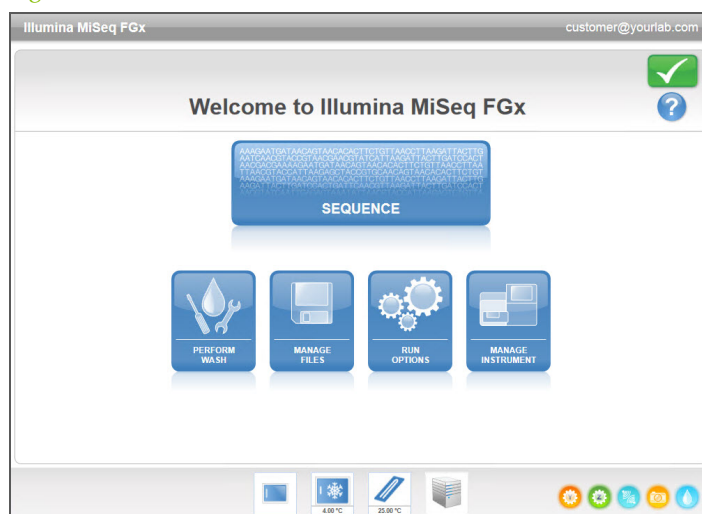 Illumina MiSeq FGx
customer@yourlab.com
Welcome to Illumina MiSeq FGx
?
SEQUENCE
PERFORM
WASH
MANAGE
FILES
RUN
OPTIONS
MANAGE
INSTRUMENT
4.00 °C
25.00 °C